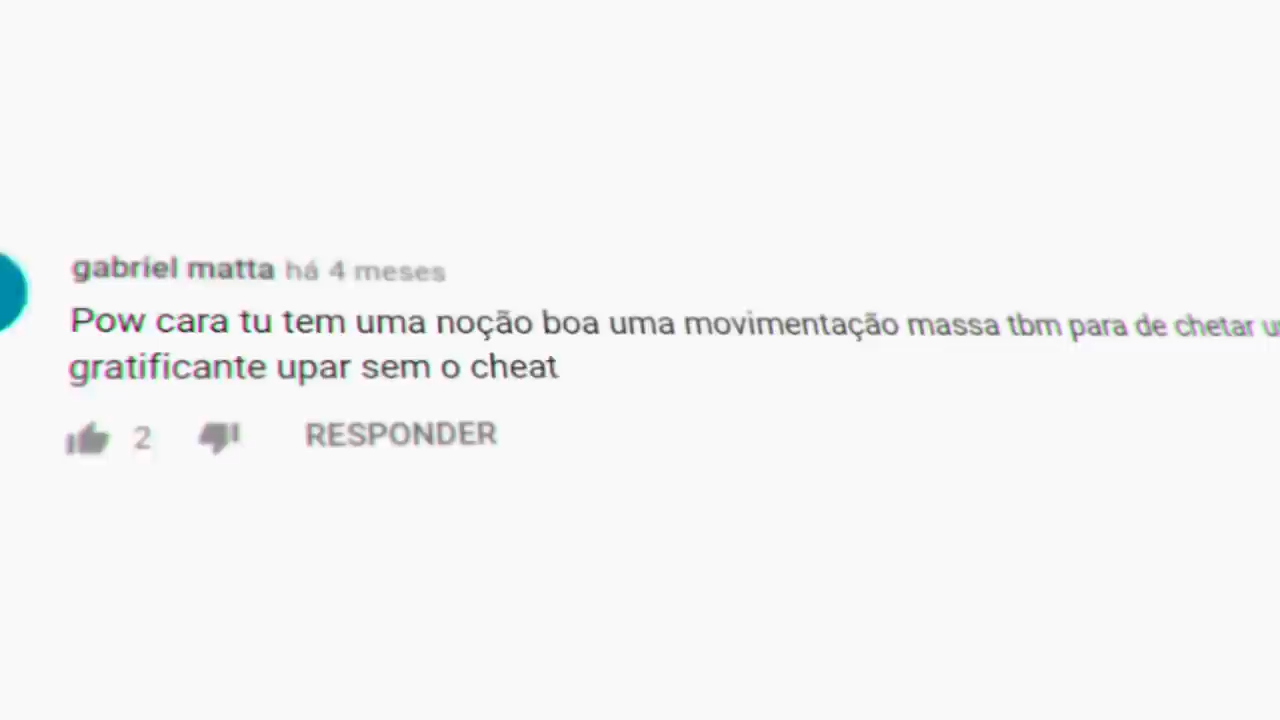 gabriel matta há 4 meses
Pow cara tu tem uma noção boa uma movimentação massa tbm para de chetar
gratificante upar sem o cheat
2 RESPONDER